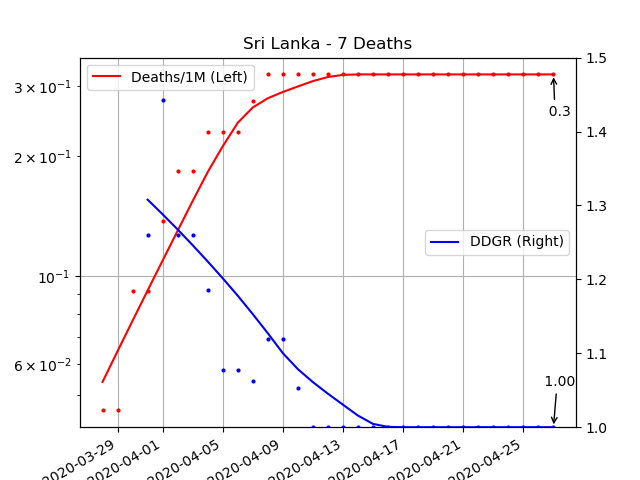 Sri Lanka - 7 Deaths
Deaths/1M (Left)
DDGR (Right)
3 × 10⁻¹
2 × 10⁻¹
10⁻¹
6 × 10⁻²
1.5
1.4
1.3
1.2
1.1
1.0
0.3
1.00
2020-03-29
2020-04-01
2020-04-05
2020-04-09
2020-04-13
2020-04-17
2020-04-21
2020-04-25